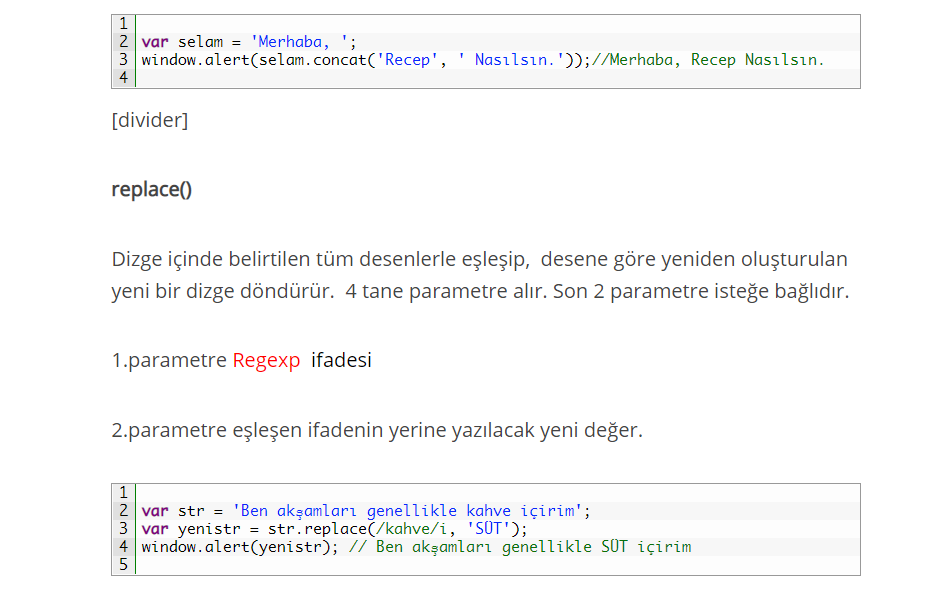 1
2 var selam = 'Merhaba, ';
3 window.alert(selam.concat('Recep', ' Nasılsın.'));//Merhaba, Recep Nasılsın.
4
[divider]
replace()
Dizge içinde belirtilen tüm desenlerle eşleşip,  desene göre yeniden oluşturulan
yeni bir dizge döndürür.  4 tane parametre alır. Son 2 parametre isteğe bağlıdır.
1.parametre Regexp  ifadesi
2.parametre eşleşen ifadenin yerine yazılacak yeni değer.
1
2 var str = 'Ben akşamları genellikle kahve içirim';
3 var yenistr = str.replace(/kahve/i, 'SÜT');
4 window.alert(yenistr); // Ben akşamları genellikle SÜT içirim
5